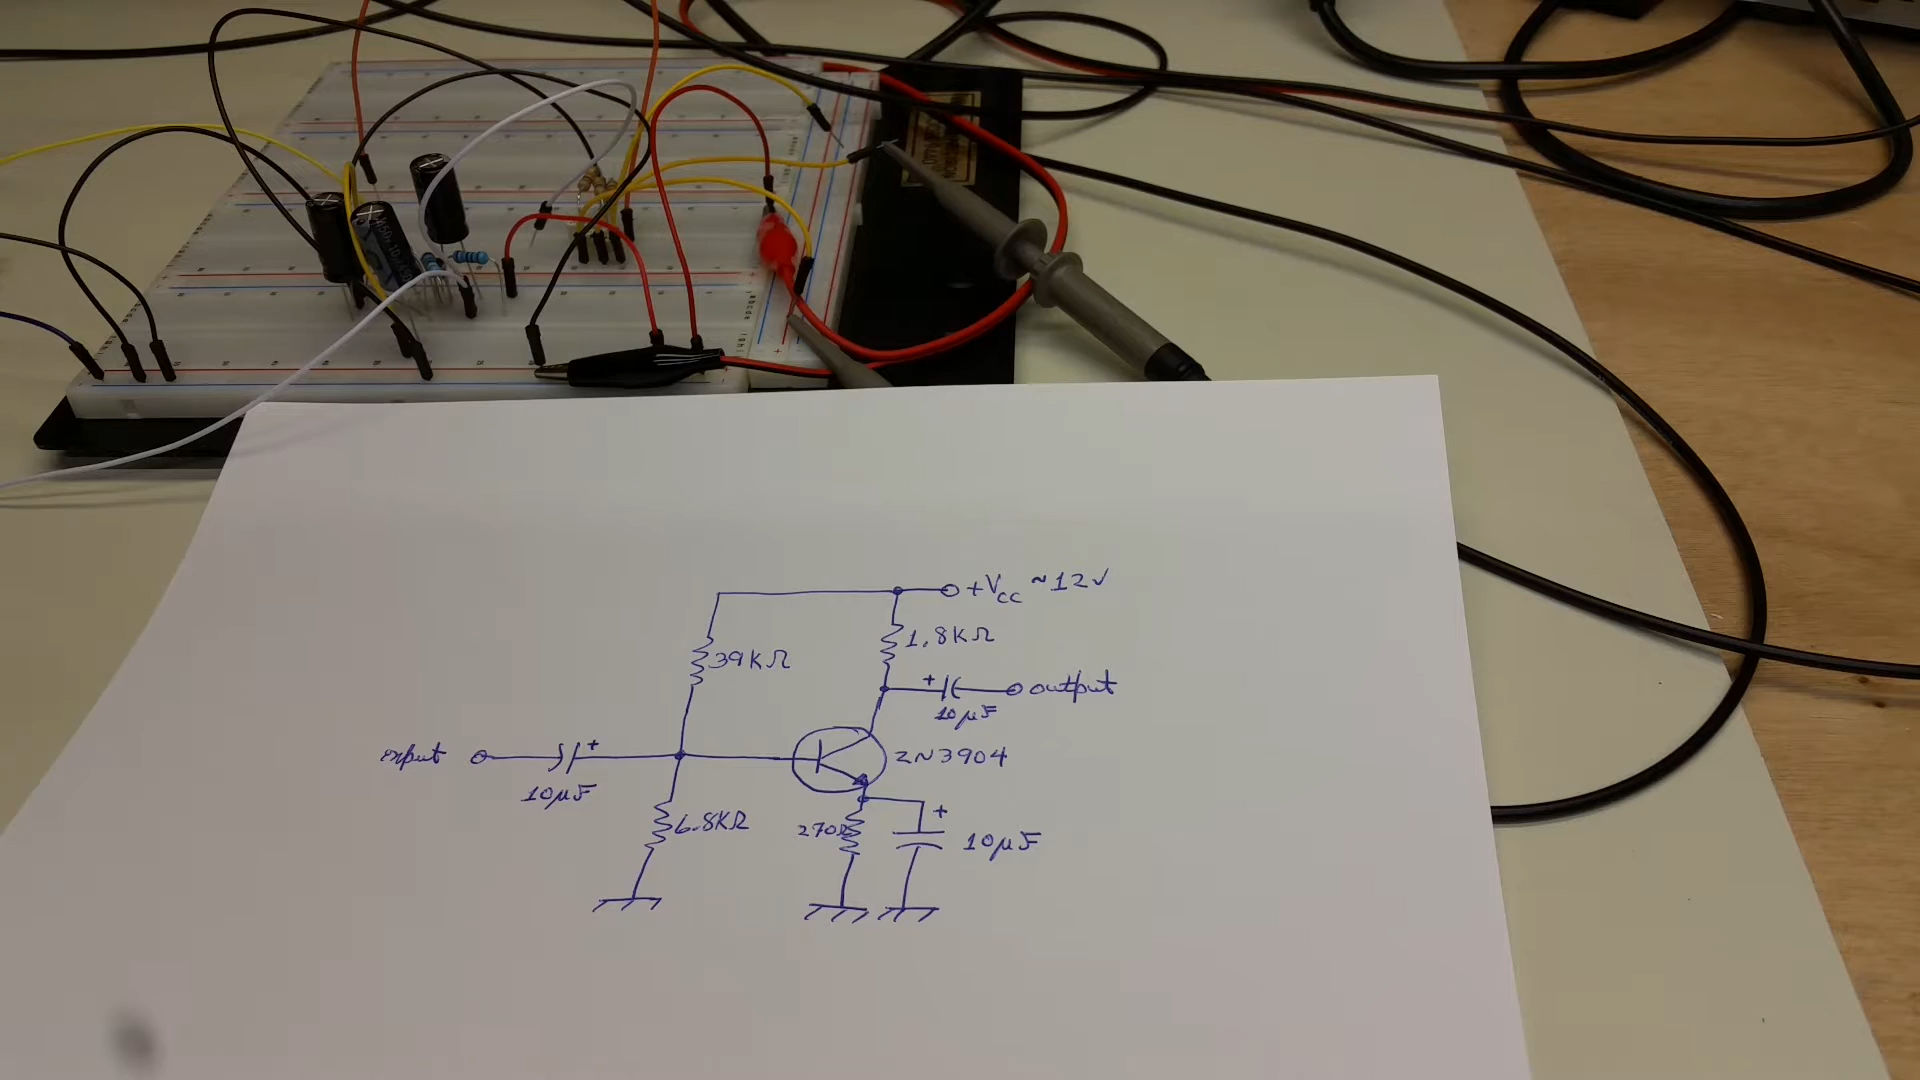 +Vcc ~12V
1.8KΩ
39KΩ
output
10µF
input
2N3904
10µF
6.8KΩ
270Ω
10µF